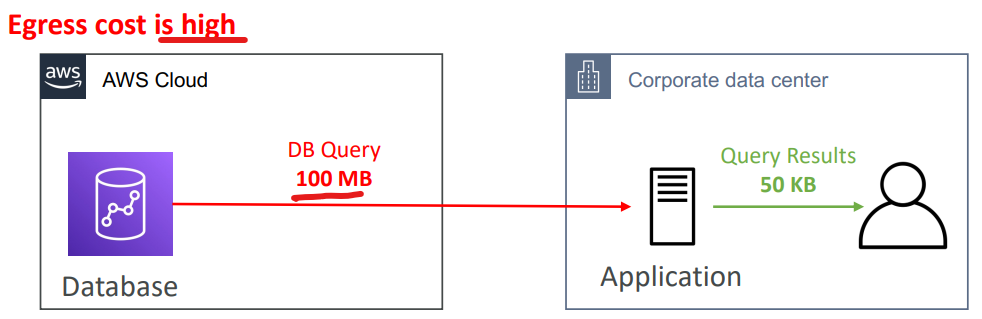 Egress cost is high
aws
AWS Cloud
Corporate data center
DB Query
100 MB
Query Results
50 KB
Database
Application